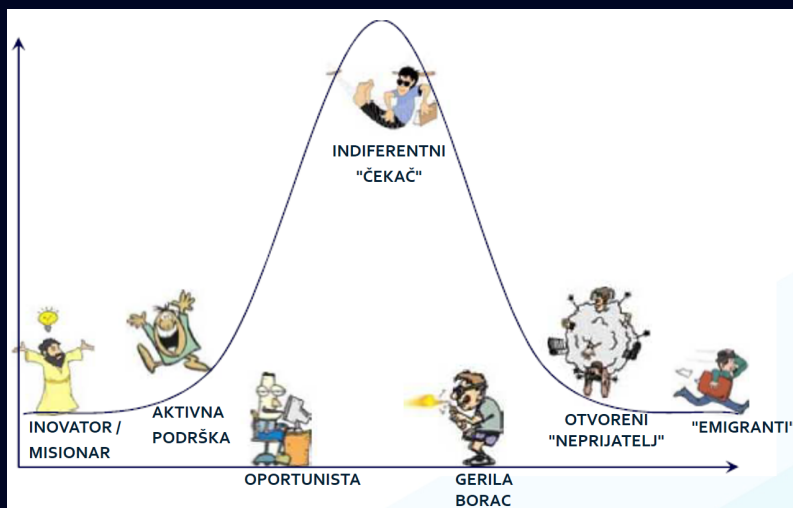 INDIFERENTNI
"ČEKAČ"
INOVATOR /
MISIONAR
AKTIVNA
PODRŠKA
OPORTUNISTA
GERILA
BORAC
OTVORENI
"NEPRIJATELJ"
"EMIGRANTI"